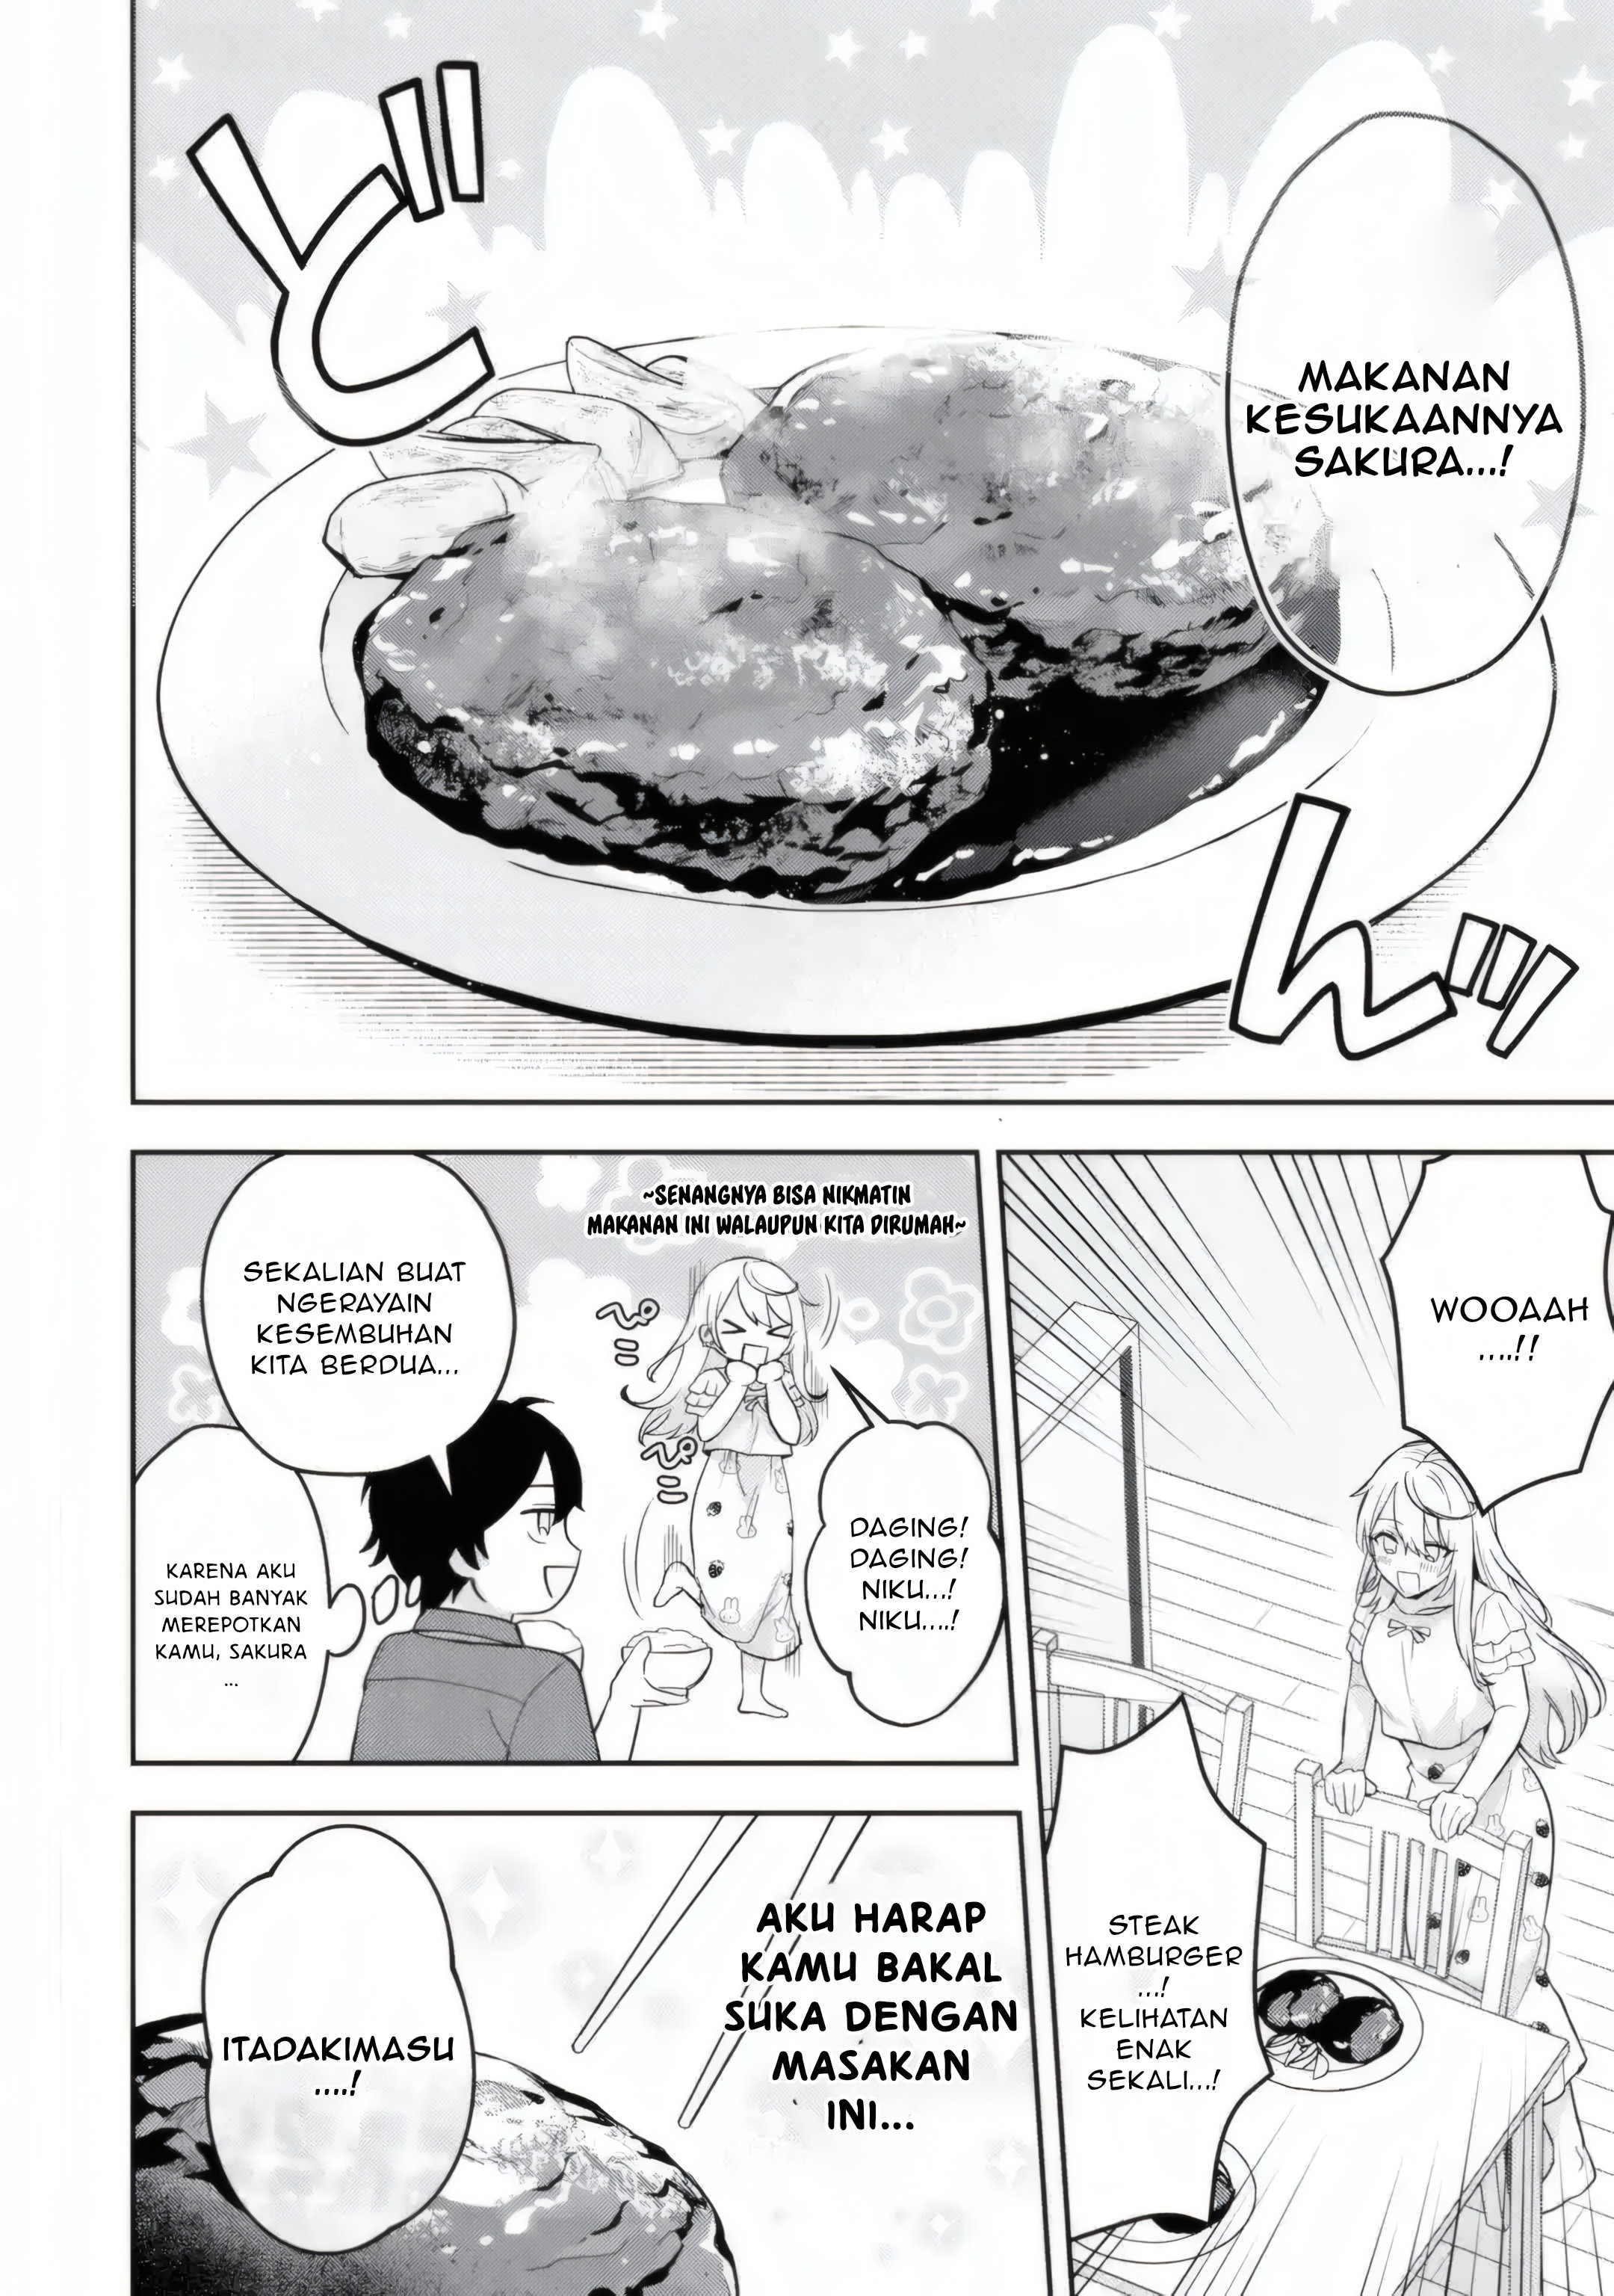 ど
ん
MAKANAN
KESUKAANNYA
SAKURA...!
WOOAAH
....!!
STEAK
HAMBURGER
...!
KELIHATAN
ENAK
SEKALI...!
~SENANGNYA BISA NIKMATIN
MAKANAN INI WALAUPUN KITA DIRUMAH~
ぴ
ぴ
DAGING!
DAGING!
NIKU...!
NIKU....!
SEKALIAN BUAT
NGERAYAIN
KESEMBUHAN
KITA BERDUA...
KARENA AKU
SUDAH BANYAK
MEREPOTKAN
KAMU, SAKURA
...
AKU HARAP
KAMU BAKAL
SUKA DENGAN
MASAKAN
INI...
ITADAKIMASU
....!